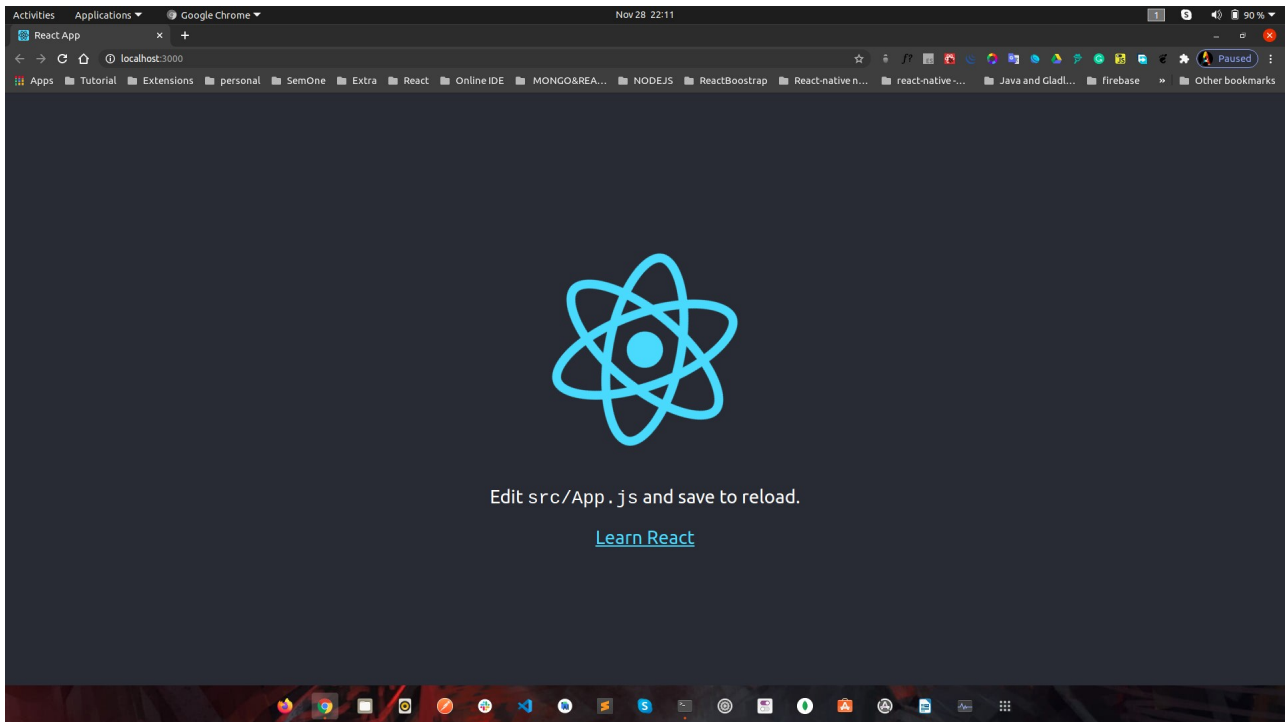 Activities Applications Google Chrome Nov 28 22:11 1 S 90 %
React App
localhost:3000 Paused
Apps Tutorial Extensions personal SemOne Extra React Online IDE MONGO&REA... NODEJS ReactBoostrap React-native n... react-native -... Java and Gladl... firebase » Other bookmarks
Edit src/App.js and save to reload.
Learn React